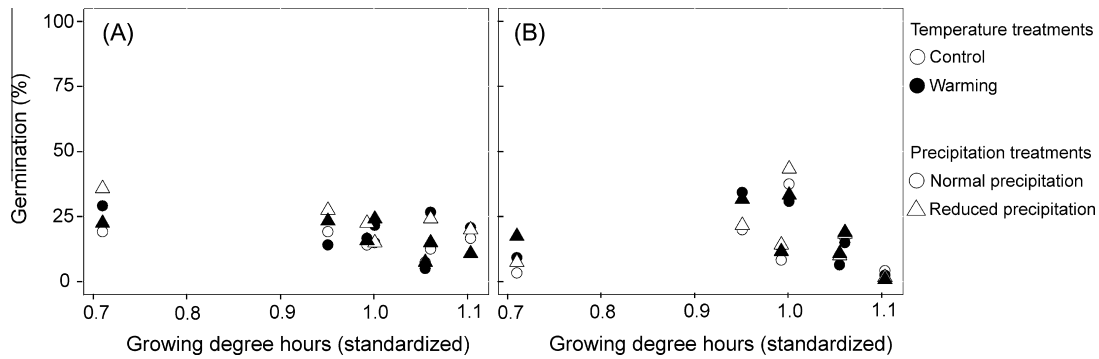 100
75
50
25
0
Germination (%)
(A)
(B)
0.7 0.8 0.9 1.0 1.1
0.7 0.8 0.9 1.0 1.1
Growing degree hours (standardized)
Growing degree hours (standardized)
Temperature treatments
Control
Warming
Precipitation treatments
Normal precipitation
Reduced precipitation